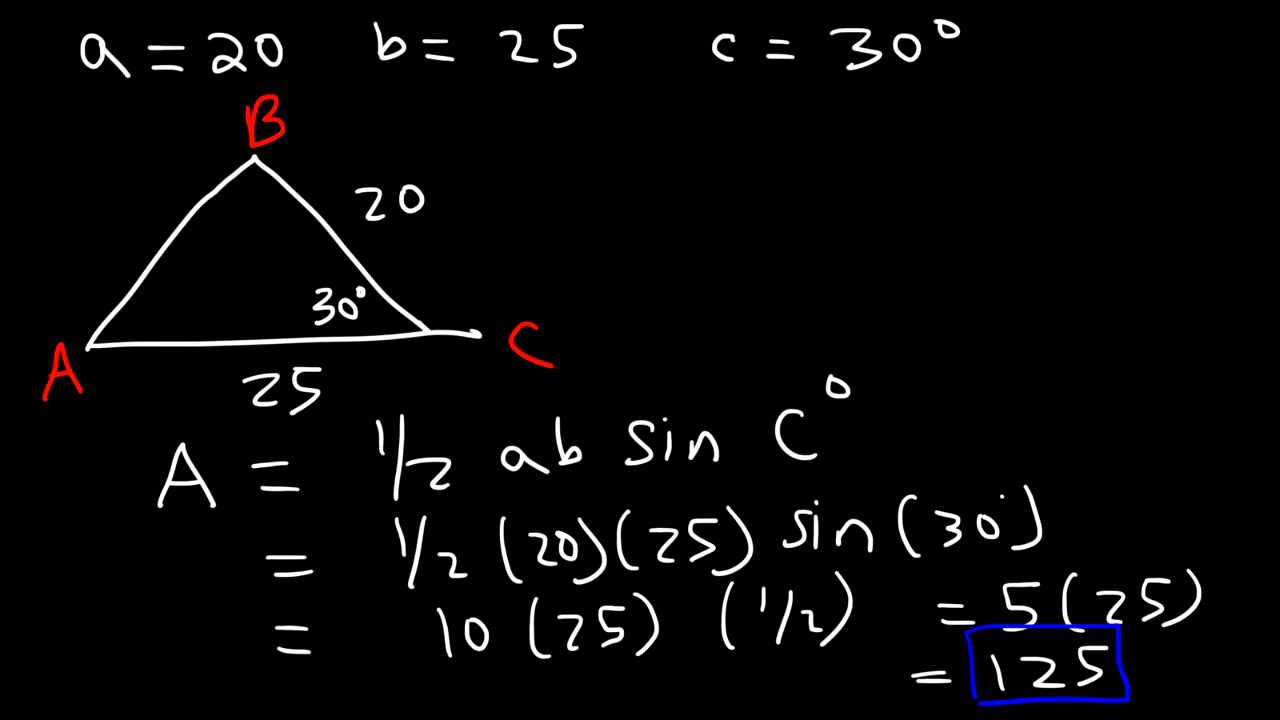 a = 20 b = 25 c = 30°
B
20
30°
A
C
25
A = 1/2 ab sin C°
= 1/2 (20)(25) sin(30°)
= 10 (25) (1/2) = 5(25)
= 125